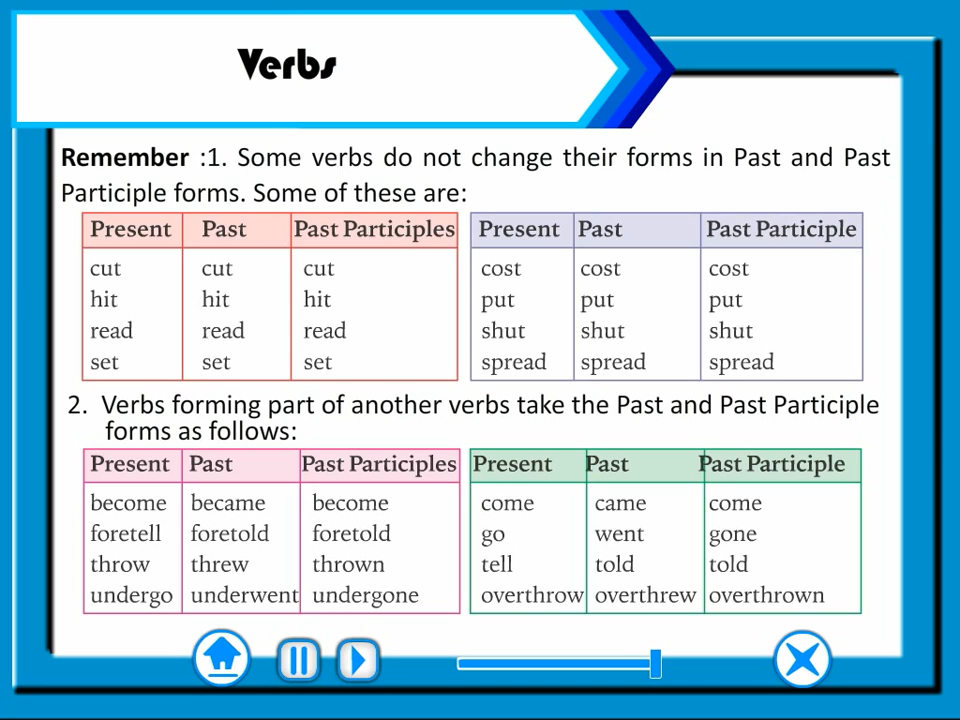 Verbs
Remember :1. Some verbs do not change their forms in Past and Past
Participle forms. Some of these are:
Present Past Past Participles
cut cut cut
hit hit hit
read read read
set set set
Present Past Past Participle
cost cost cost
put put put
shut shut shut
spread spread spread
2. Verbs forming part of another verbs take the Past and Past Participle
forms as follows:
Present Past Past Participles
become became become
foretell foretold foretold
throw threw thrown
undergo underwent undergone
Present Past Past Participle
come came come
go went gone
tell told told
overthrow overthrew overthrown